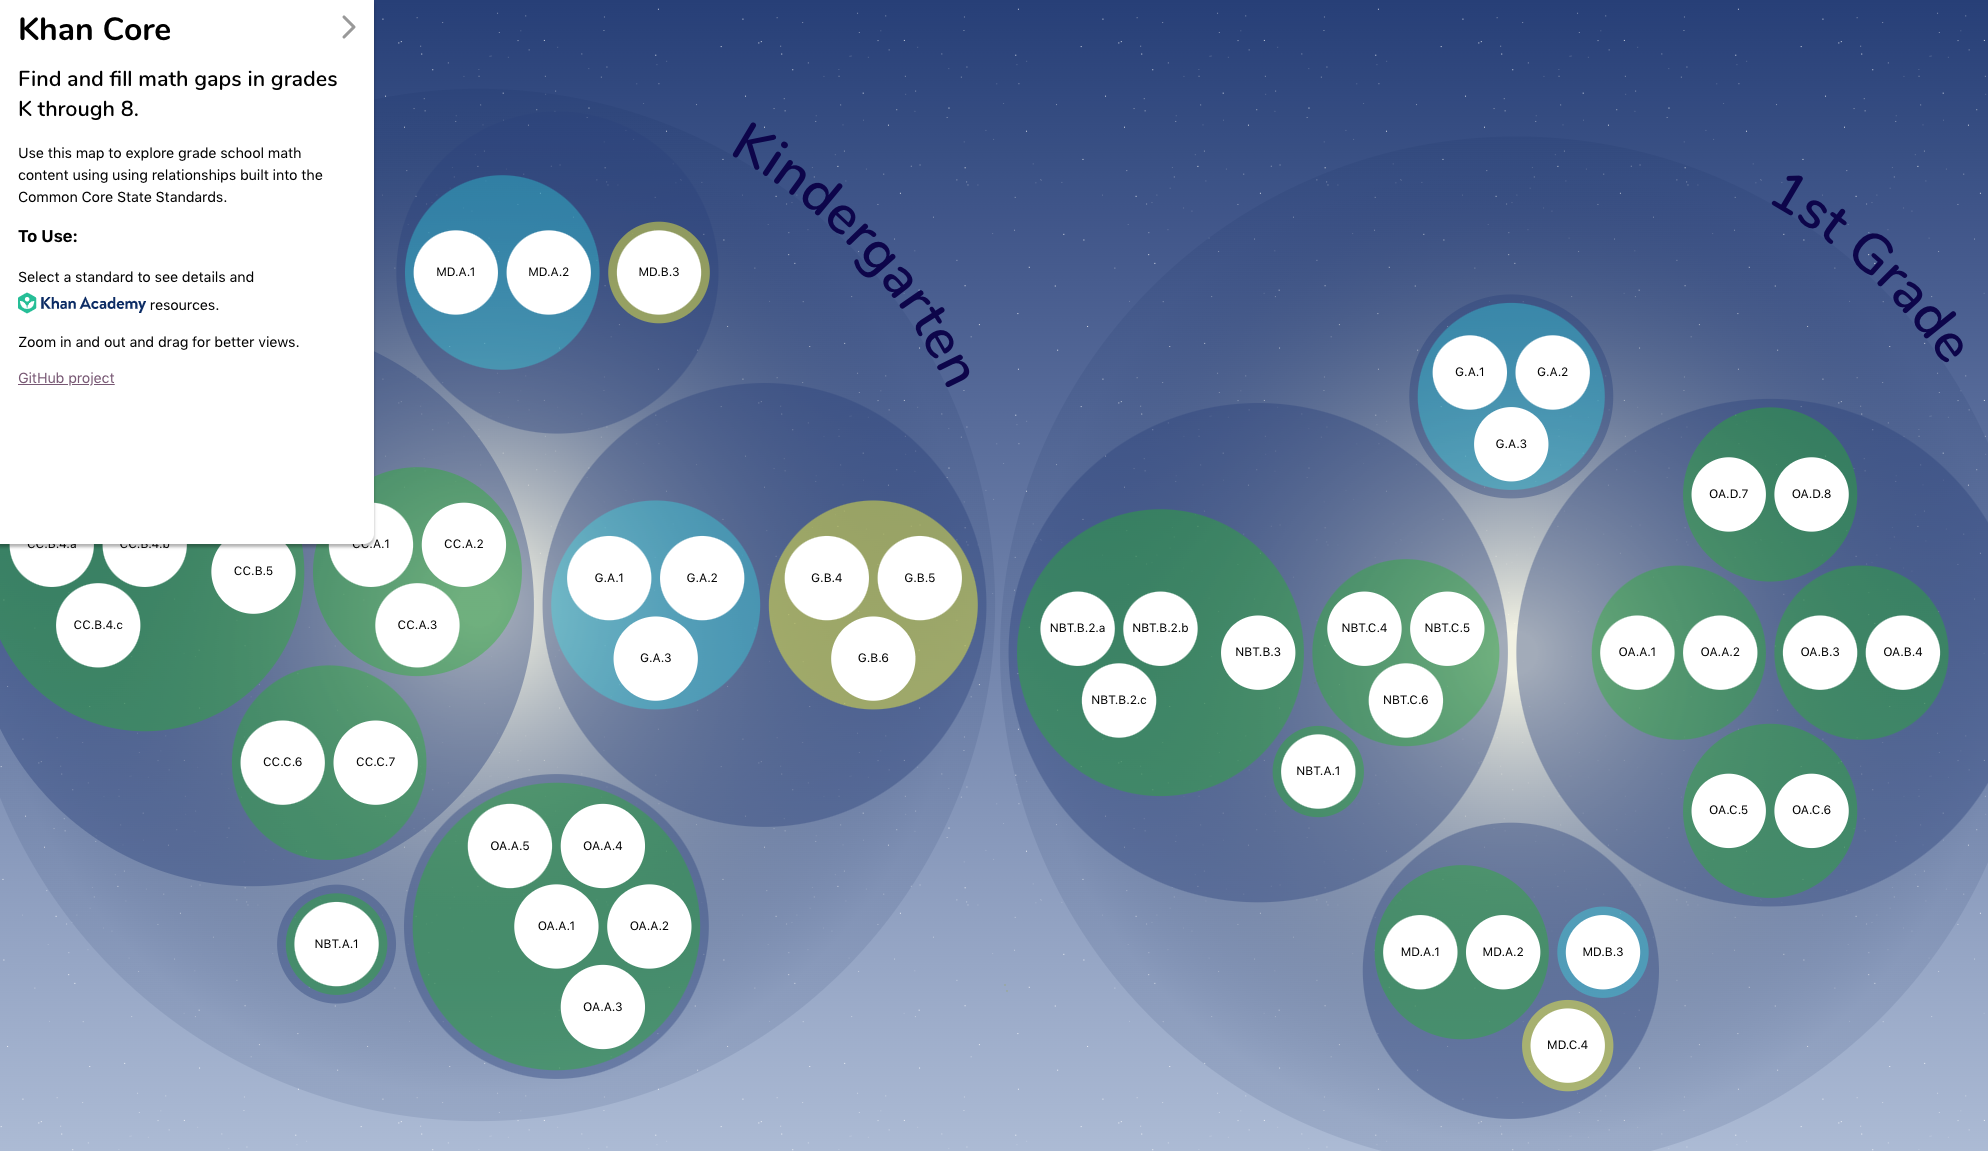 Khan Core
Find and fill math gaps in grades
K through 8.
Use this map to explore grade school math
content using using relationships built into the
Common Core State Standards.
To Use:
Select a standard to see details and
Khan Academy resources.
Zoom in and out and drag for better views.
GitHub project
Kindergarten
MD.A.1
MD.A.2
MD.B.3
CC.B.4.a
CC.B.4.b
CC.B.5
CC.B.4.c
CC.A.1
CC.A.2
CC.A.3
CC.C.6
CC.C.7
G.A.1
G.A.2
G.A.3
G.B.4
G.B.5
G.B.6
NBT.A.1
OA.A.5
OA.A.4
OA.A.1
OA.A.2
OA.A.3
1st Grade
G.A.1
G.A.2
G.A.3
NBT.B.2.a
NBT.B.2.b
NBT.B.3
NBT.B.2.c
NBT.C.4
NBT.C.5
NBT.C.6
NBT.A.1
OA.D.7
OA.D.8
OA.A.1
OA.A.2
OA.B.3
OA.B.4
OA.C.5
OA.C.6
MD.A.1
MD.A.2
MD.B.3
MD.C.4